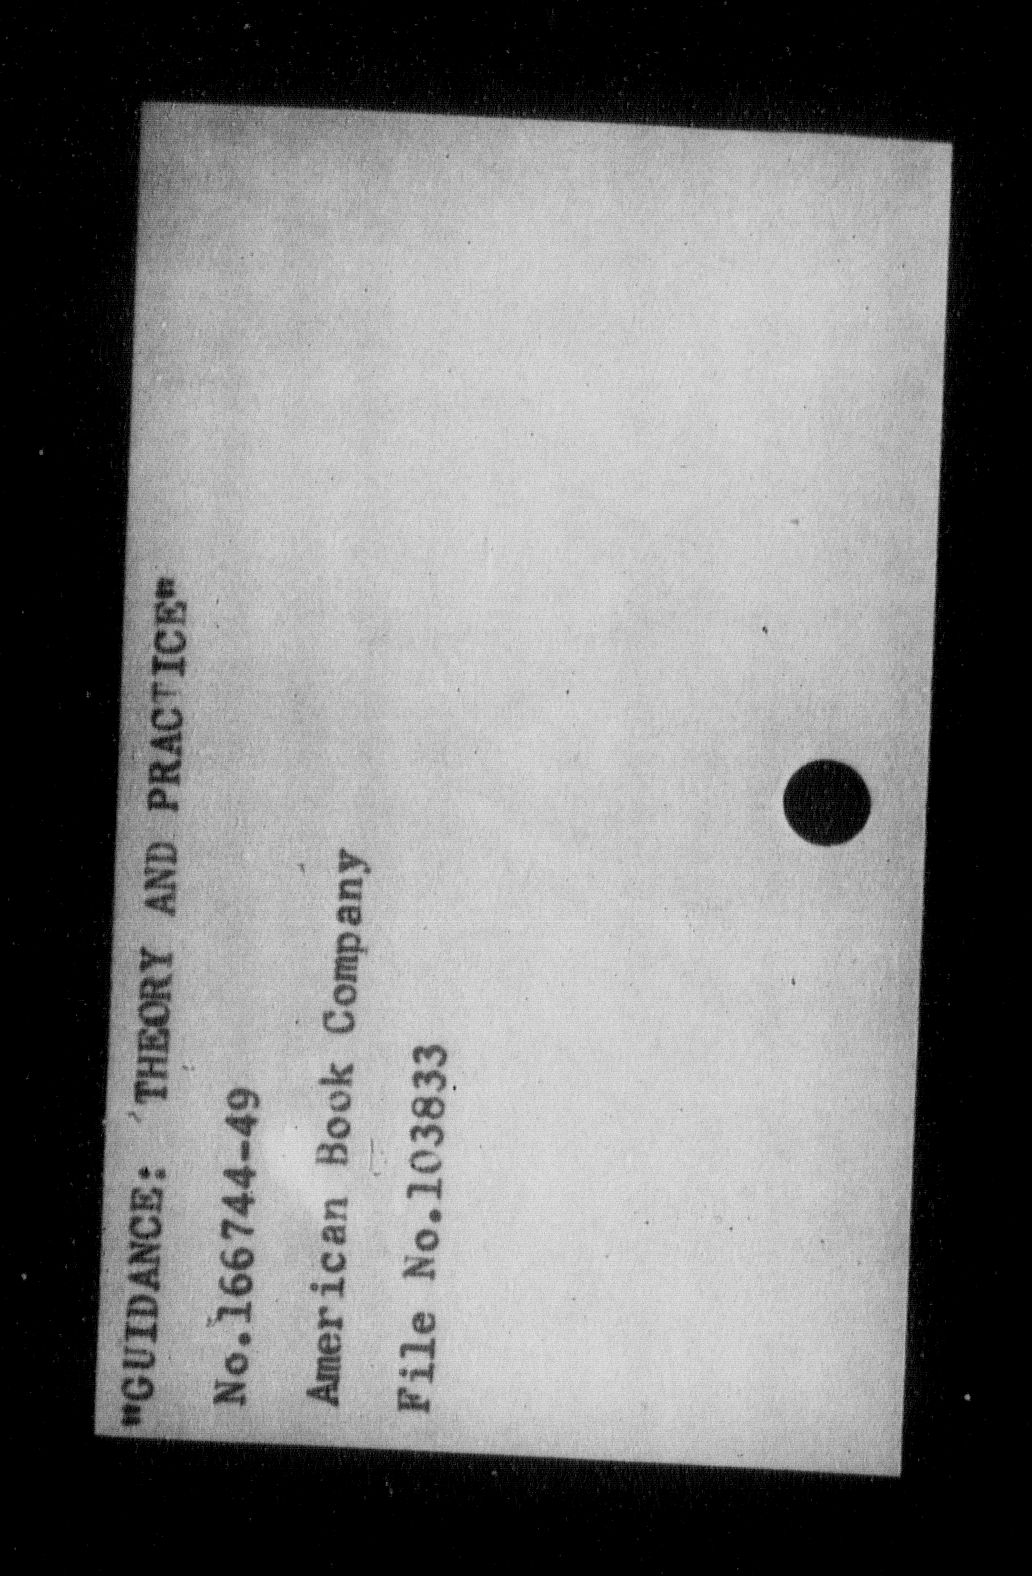 "GUIDANCE: THEORY AND PRACTICE"
No.166744-49
American Book Company
File No.103833